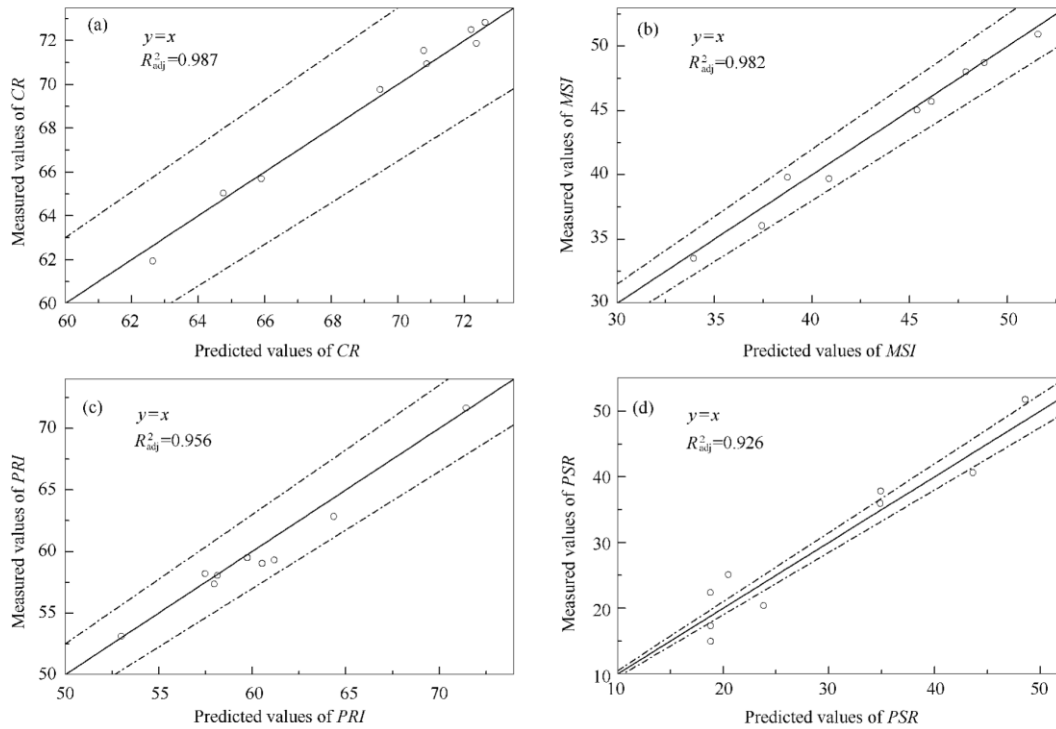 (a)
y=x
R²adj=0.987
Measured values of CR
72
70
68
66
64
62
60
60 62 64 66 68 70 72
Predicted values of CR
(b)
y=x
R²adj=0.982
Measured values of MSI
50
45
40
35
30
30 35 40 45 50
Predicted values of MSI
(c)
y=x
R²adj=0.956
Measured values of PRI
70
65
60
55
50
50 55 60 65 70
Predicted values of PRI
(d)
y=x
R²adj=0.926
Measured values of PSR
50
40
30
20
10
10 20 30 40 50
Predicted values of PSR